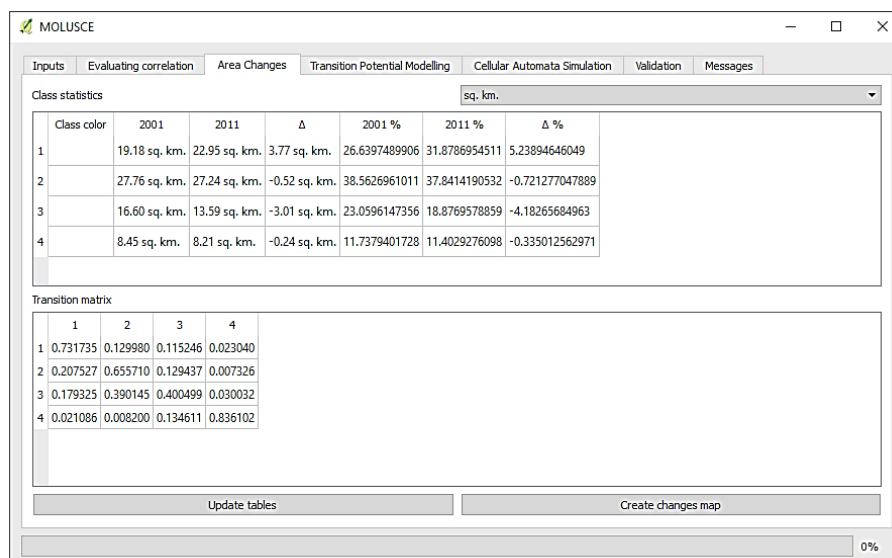 MOLUSCE
Inputs Evaluating correlation Area Changes Transition Potential Modelling Cellular Automata Simulation Validation Messages
Class statistics sq. km.
Class color 2001 2011 Δ 2001 % 2011 % Δ %
1 19.18 sq. km. 22.95 sq. km. 3.77 sq. km. 26.6397489906 31.8786954511 5.23894646049
2 27.76 sq. km. 27.24 sq. km. -0.52 sq. km. 38.5626961011 37.8414190532 -0.721277047889
3 16.60 sq. km. 13.59 sq. km. -3.01 sq. km. 23.0596147356 18.8769578859 -4.18265684963
4 8.45 sq. km. 8.21 sq. km. -0.24 sq. km. 11.7379401728 11.4029276098 -0.335012562971
Transition matrix
1 2 3 4
1 0.731735 0.129980 0.115246 0.023040
2 0.207527 0.655710 0.129437 0.007326
3 0.179325 0.390145 0.400499 0.030032
4 0.021086 0.008200 0.134611 0.836102
Update tables Create changes map
0%